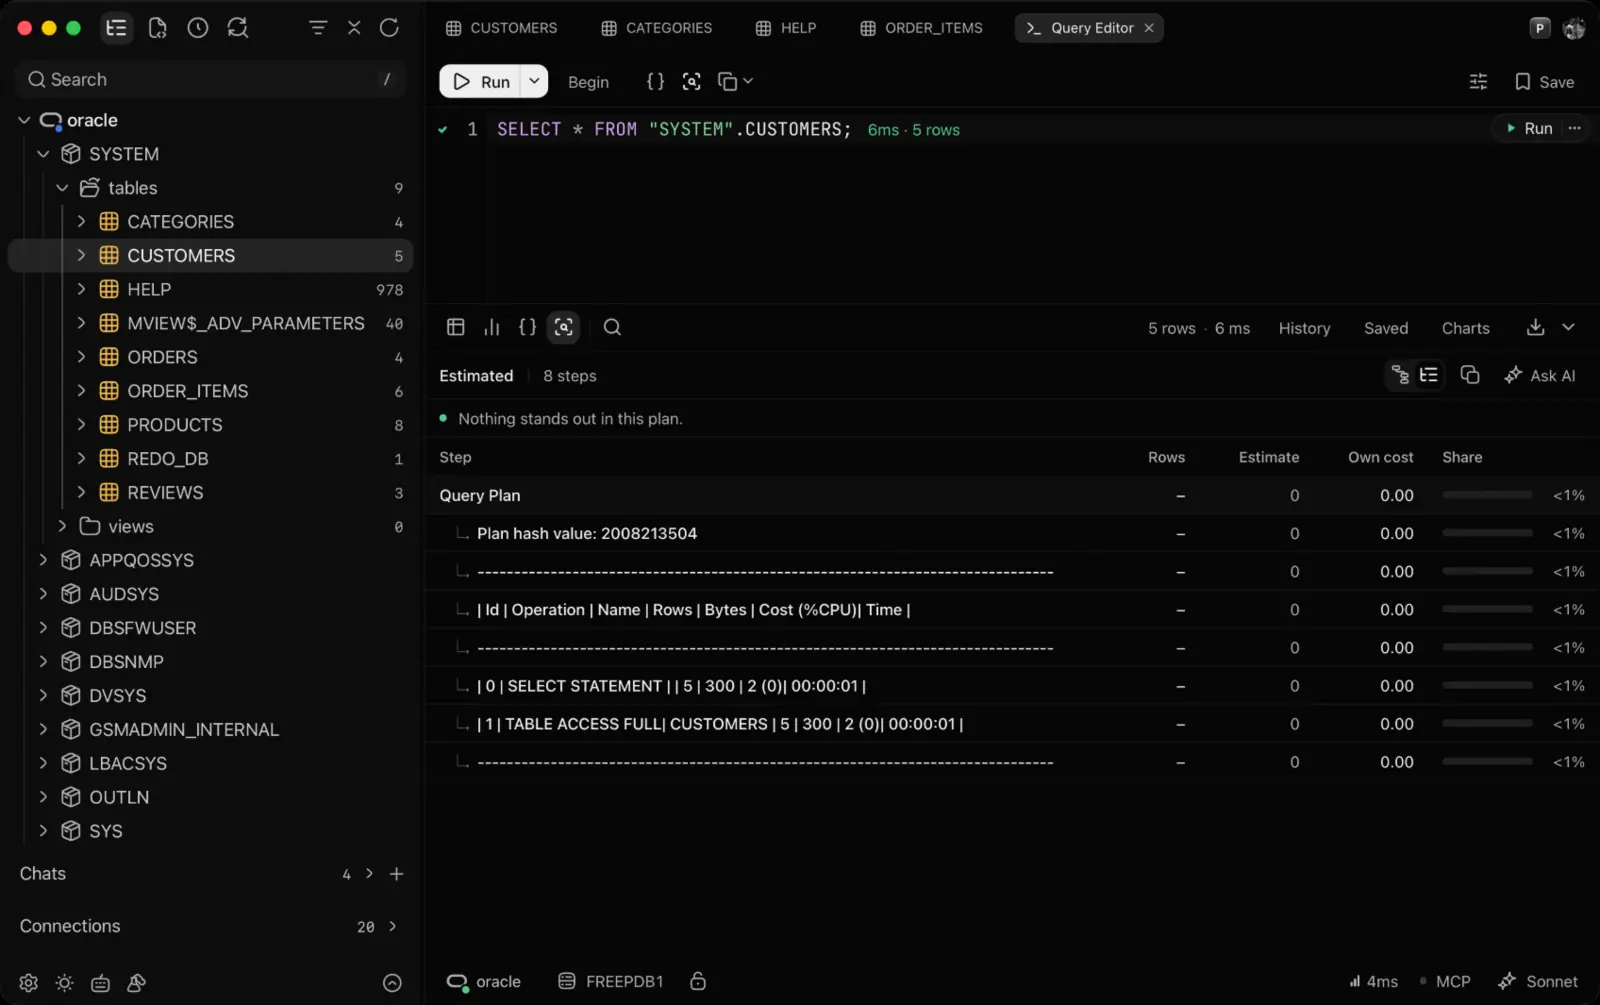 CUSTOMERS
CATEGORIES
HELP
ORDER_ITEMS
Query Editor
P
Search /
Run
Begin
{}
Save
oracle
SYSTEM
tables 9
CATEGORIES 4
CUSTOMERS 5
HELP 978
MVIEW$_ADV_PARAMETERS 40
ORDERS 4
ORDER_ITEMS 6
PRODUCTS 8
REDO_DB 1
REVIEWS 3
views 0
APPQOSSYS
AUDSYS
DBSFWUSER
DBSNMP
DVSYS
GSMADMIN_INTERNAL
LBACSYS
OUTLN
SYS
Chats 4
Connections 20
1 SELECT * FROM "SYSTEM".CUSTOMERS; 6ms · 5 rows
Run ···
{}
5 rows · 6 ms History Saved Charts
Estimated 8 steps
Ask AI
Nothing stands out in this plan.
Step Rows Estimate Own cost Share
Query Plan – 0 0.00 <1%
Plan hash value: 2008213504 – 0 0.00 <1%
-------------------------------------------------------------------------------- – 0 0.00 <1%
| Id | Operation | Name | Rows | Bytes | Cost (%CPU)| Time | – 0 0.00 <1%
-------------------------------------------------------------------------------- – 0 0.00 <1%
| 0 | SELECT STATEMENT | | 5 | 300 | 2 (0)| 00:00:01 | – 0 0.00 <1%
| 1 | TABLE ACCESS FULL| CUSTOMERS | 5 | 300 | 2 (0)| 00:00:01 | – 0 0.00 <1%
-------------------------------------------------------------------------------- – 0 0.00 <1%
oracle FREEPDB1
4ms MCP Sonnet